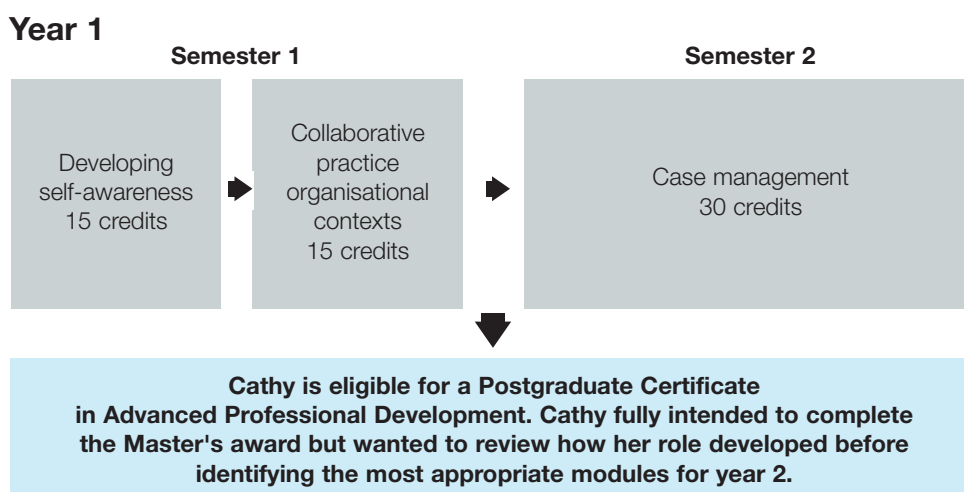 Year 1
Semester 1
Semester 2
Developing
self-awareness
15 credits
Collaborative
practice
organisational
contexts
15 credits
Case management
30 credits
Cathy is eligible for a Postgraduate Certificate
in Advanced Professional Development. Cathy fully intended to complete
the Master's award but wanted to review how her role developed before
identifying the most appropriate modules for year 2.